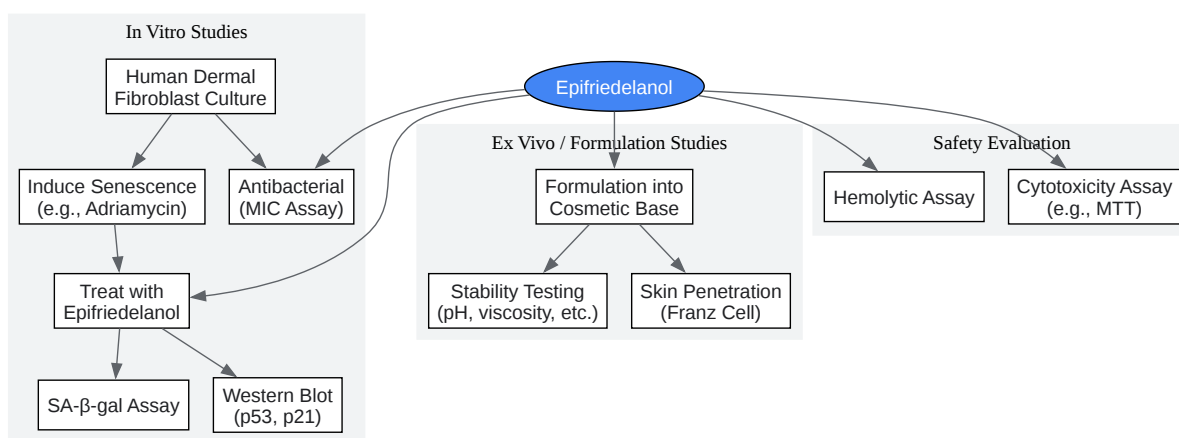 In Vitro Studies
Human Dermal
Fibroblast Culture
Epifriedelanol
Ex Vivo / Formulation Studies
Safety Evaluation
Induce Senescence
(e.g., Adriamycin)
Antibacterial
(MIC Assay)
Formulation into
Cosmetic Base
Hemolytic Assay
Cytotoxicity Assay
(e.g., MTT)
Treat with
Epifriedelanol
Stability Testing
(pH, viscosity, etc.)
Skin Penetration
(Franz Cell)
SA-β-gal Assay
Western Blot
(p53, p21)